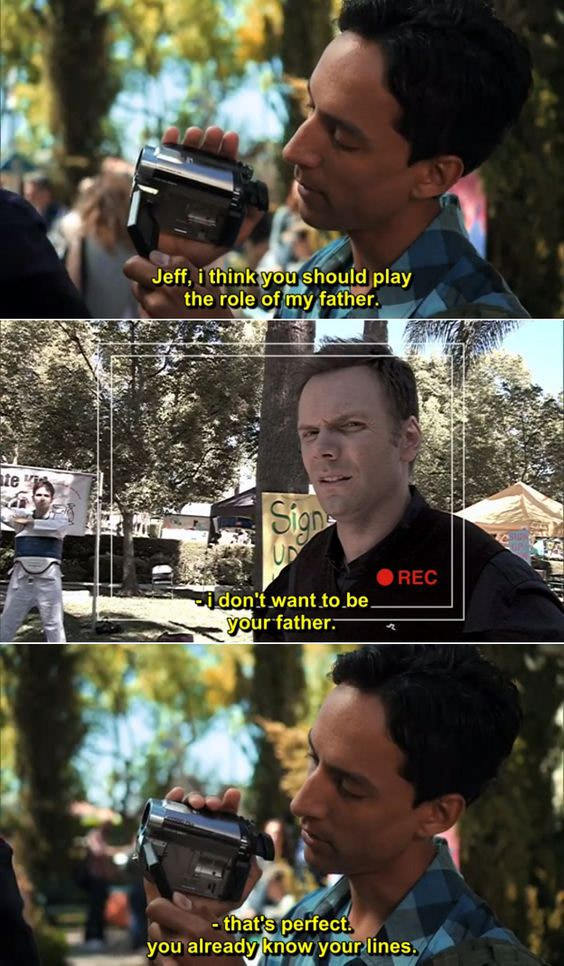 Jeff, i think you should play
the role of my father.
Sign
up
REC
- i don't want to be
your father.
- that's perfect.
you already know your lines.